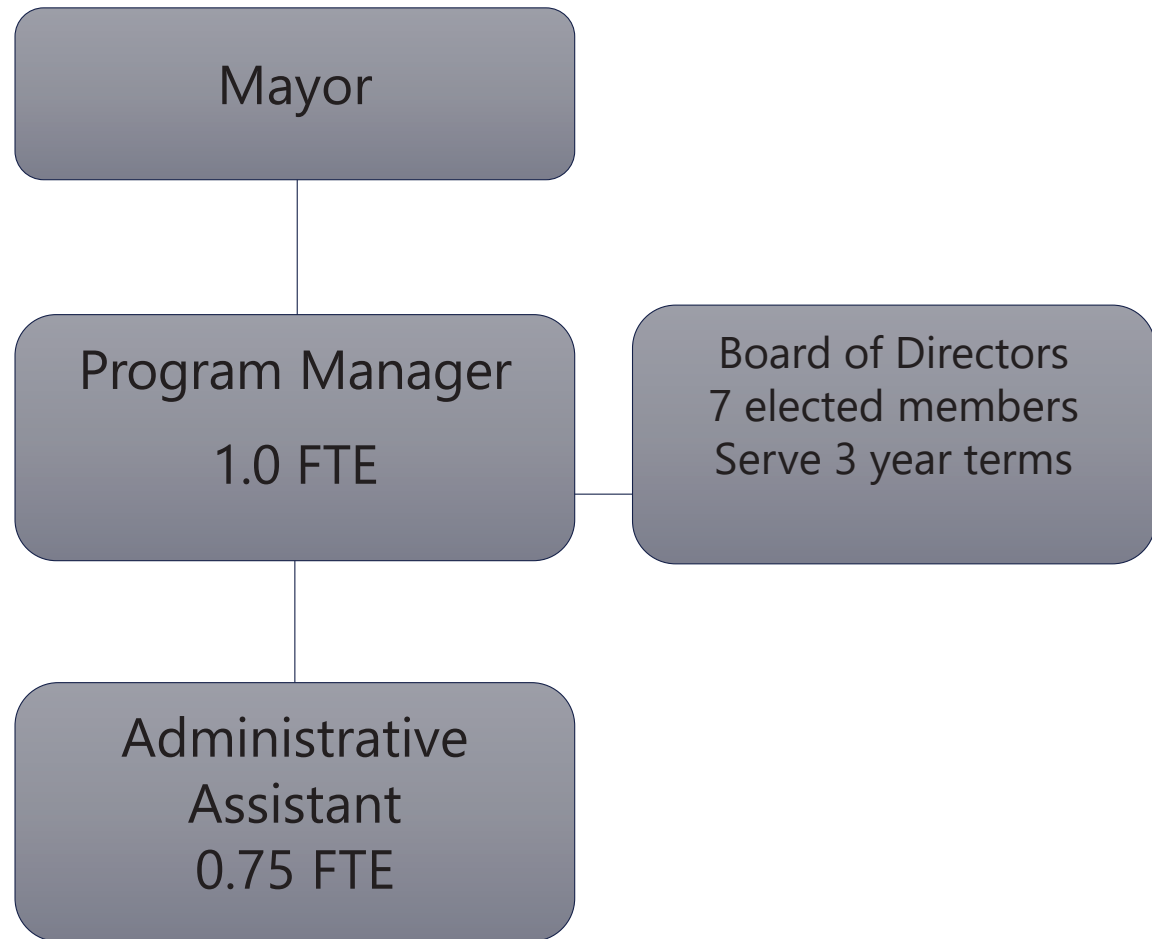 Mayor
Program Manager
1.0 FTE
Board of Directors
7 elected members
Serve 3 year terms
Administrative
Assistant
0.75 FTE